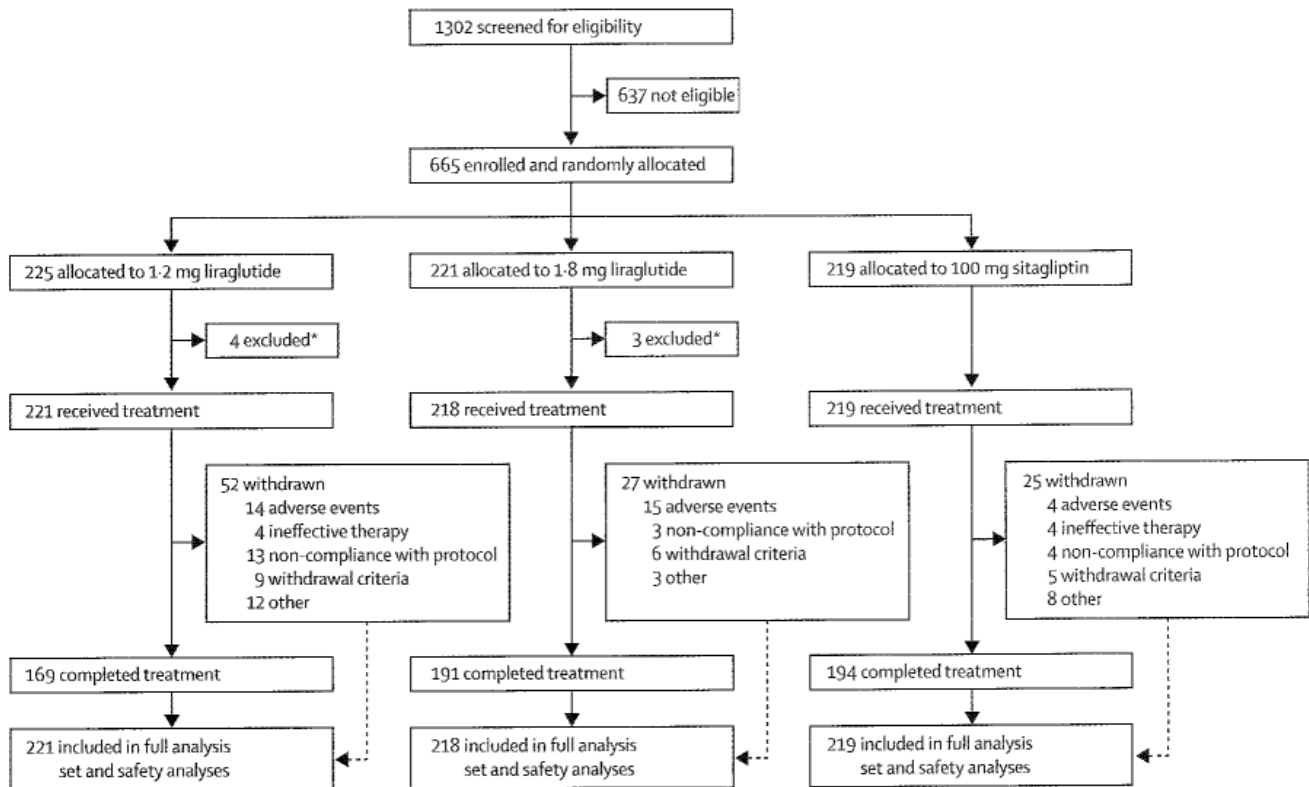 1302 screened for eligibility
637 not eligible
665 enrolled and randomly allocated
225 allocated to 1·2 mg liraglutide
221 allocated to 1·8 mg liraglutide
219 allocated to 100 mg sitagliptin
4 excluded*
3 excluded*
221 received treatment
218 received treatment
219 received treatment
52 withdrawn
14 adverse events
4 ineffective therapy
13 non-compliance with protocol
9 withdrawal criteria
12 other
27 withdrawn
15 adverse events
3 non-compliance with protocol
6 withdrawal criteria
3 other
25 withdrawn
4 adverse events
4 ineffective therapy
4 non-compliance with protocol
5 withdrawal criteria
8 other
169 completed treatment
191 completed treatment
194 completed treatment
221 included in full analysis
set and safety analyses
218 included in full analysis
set and safety analyses
219 included in full analysis
set and safety analyses